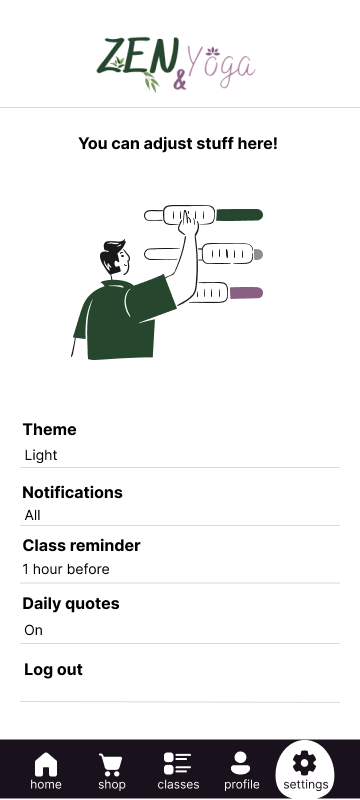 ZEN
&Yoga
You can adjust stuff here!
Theme
Light
Notifications
All
Class reminder
1 hour before
Daily quotes
On
Log out
home shop classes profile settings